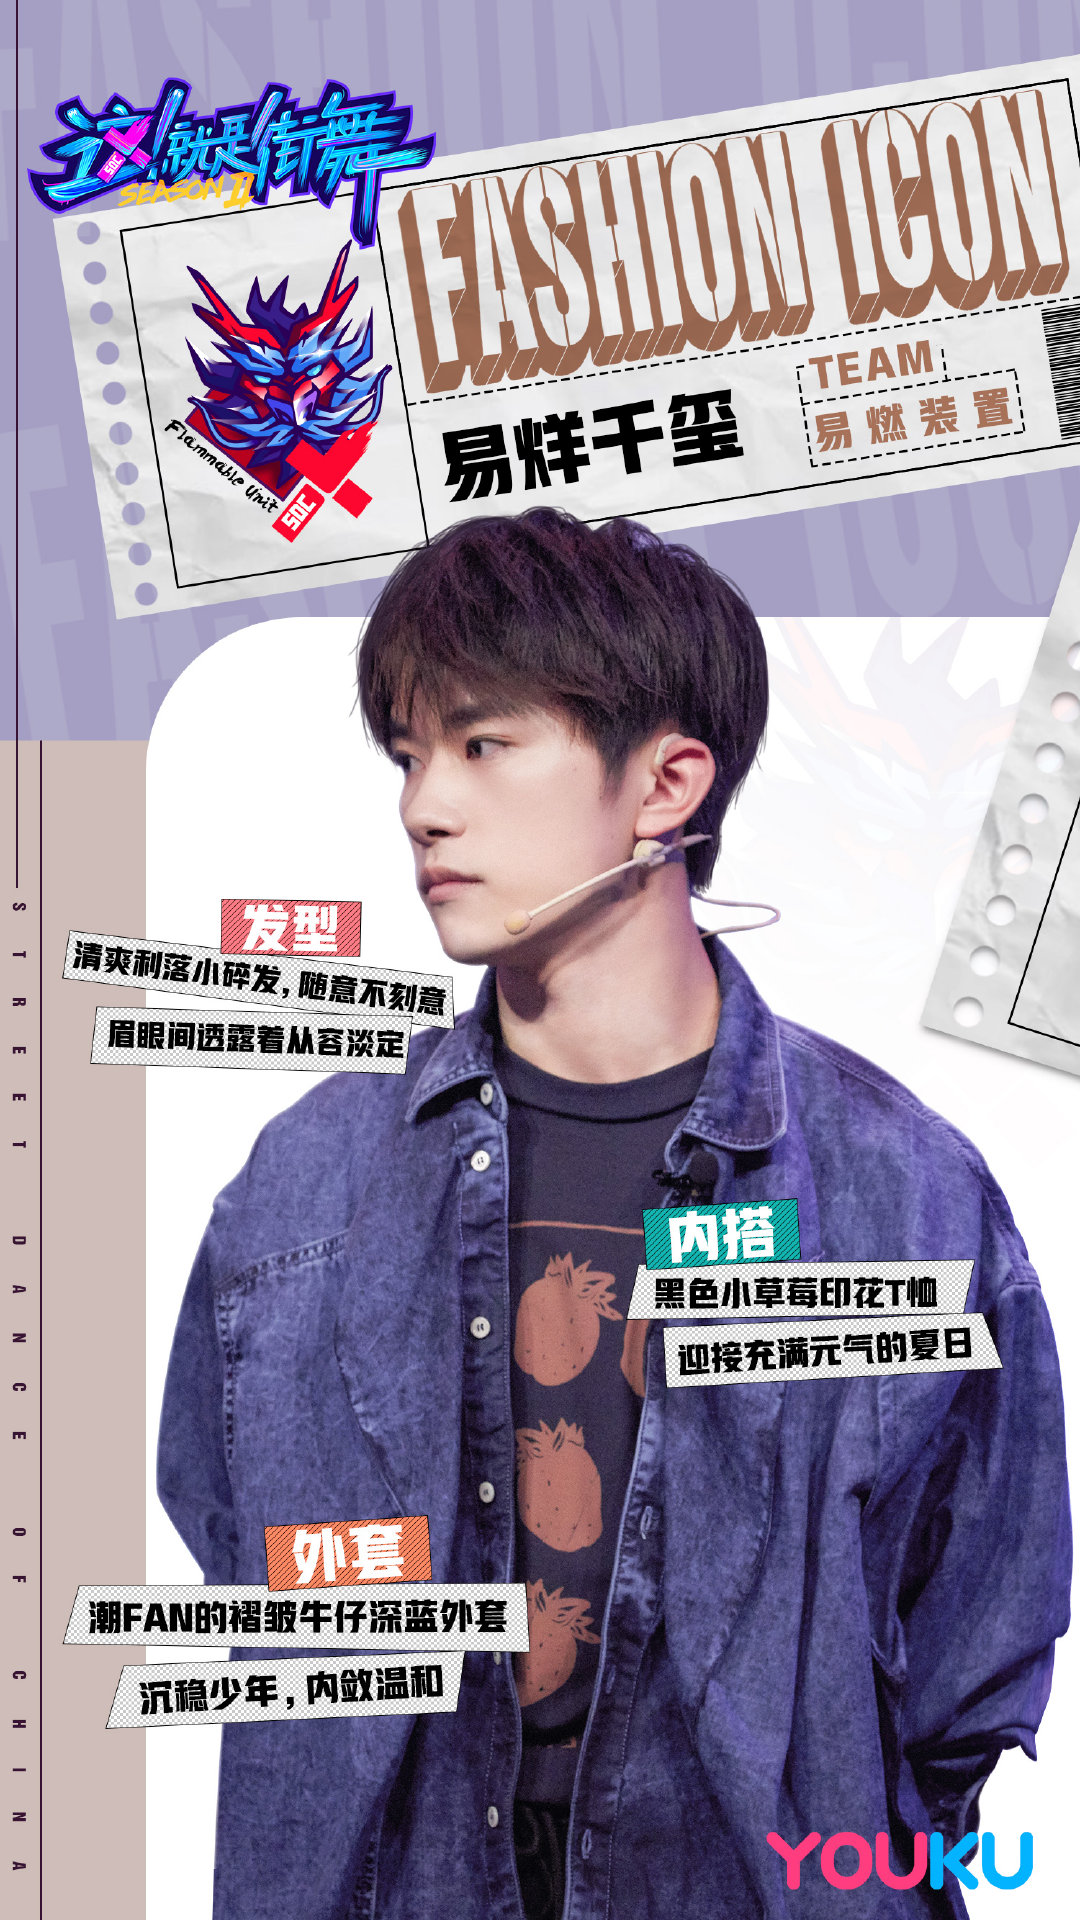 FASHION ICON
这!就是街舞
SDC
SEASON II
FASHION ICON
TEAM
易烊千玺
易燃装置
Flammable Unit
SDC
发型
清爽利落小碎发，随意不刻意
眉眼间透露着从容淡定
内搭
黑色小草莓印花T恤
迎接充满元气的夏日
外套
潮FAN的褶皱牛仔深蓝外套
沉稳少年，内敛温和
STREET DANCE OF CHINA
YOUKU